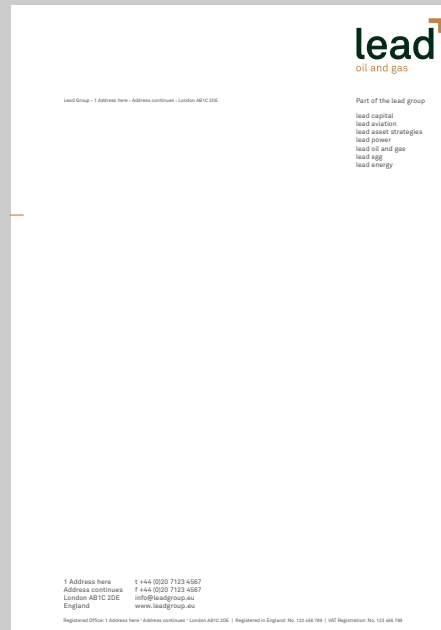 lead
oil and gas
Lead Group - 1 Address here - Address continues - London AB1C 2DE
Part of the lead group
lead capital
lead aviation
lead asset strategies
lead power
lead oil and gas
lead sgg
lead energy
1 Address here t +44 (0)20 7123 4567
Address continues f +44 (0)20 7123 4567
London AB1C 2DE info@leadgroup.eu
England www.leadgroup.eu
Registered Office: 1 Address here * Address continues * London AB1C 2DE | Registered in England: No. 123 456 789 | VAT Registration: No. 123 456 789